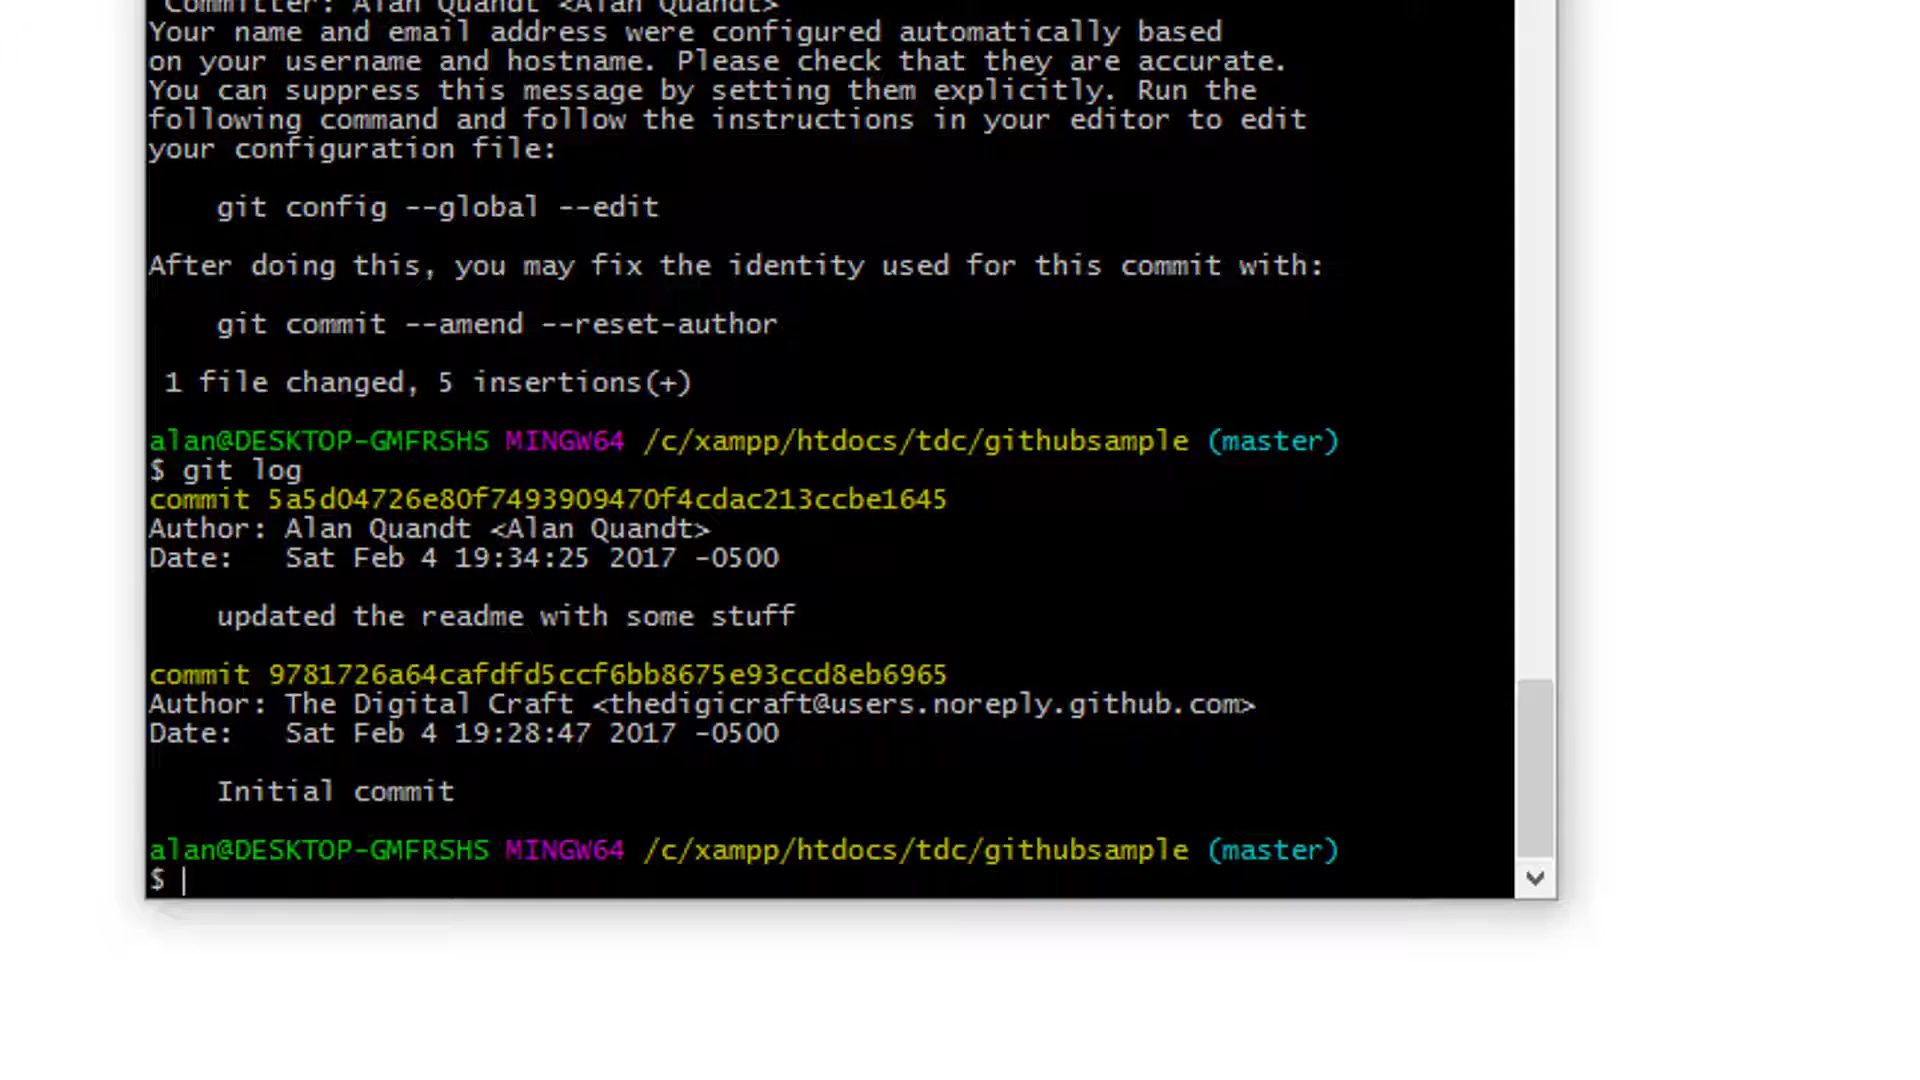 Committer: Alan Quandt <Alan Quandt>
Your name and email address were configured automatically based
on your username and hostname. Please check that they are accurate.
You can suppress this message by setting them explicitly. Run the
following command and follow the instructions in your editor to edit
your configuration file:
git config --global --edit
After doing this, you may fix the identity used for this commit with:
git commit --amend --reset-author
1 file changed, 5 insertions(+)
alan@DESKTOP-GMFRSHS MINGW64 /c/xampp/htdocs/tdc/githubsample (master)
$ git log
commit 5a5d04726e80f7493909470f4cdac213ccbe1645
Author: Alan Quandt <Alan Quandt>
Date:   Sat Feb 4 19:34:25 2017 -0500
updated the readme with some stuff
commit 9781726a64cafdfd5ccf6bb8675e93ccd8eb6965
Author: The Digital Craft <thedigicraft@users.noreply.github.com>
Date:   Sat Feb 4 19:28:47 2017 -0500
Initial commit
alan@DESKTOP-GMFRSHS MINGW64 /c/xampp/htdocs/tdc/githubsample (master)
$